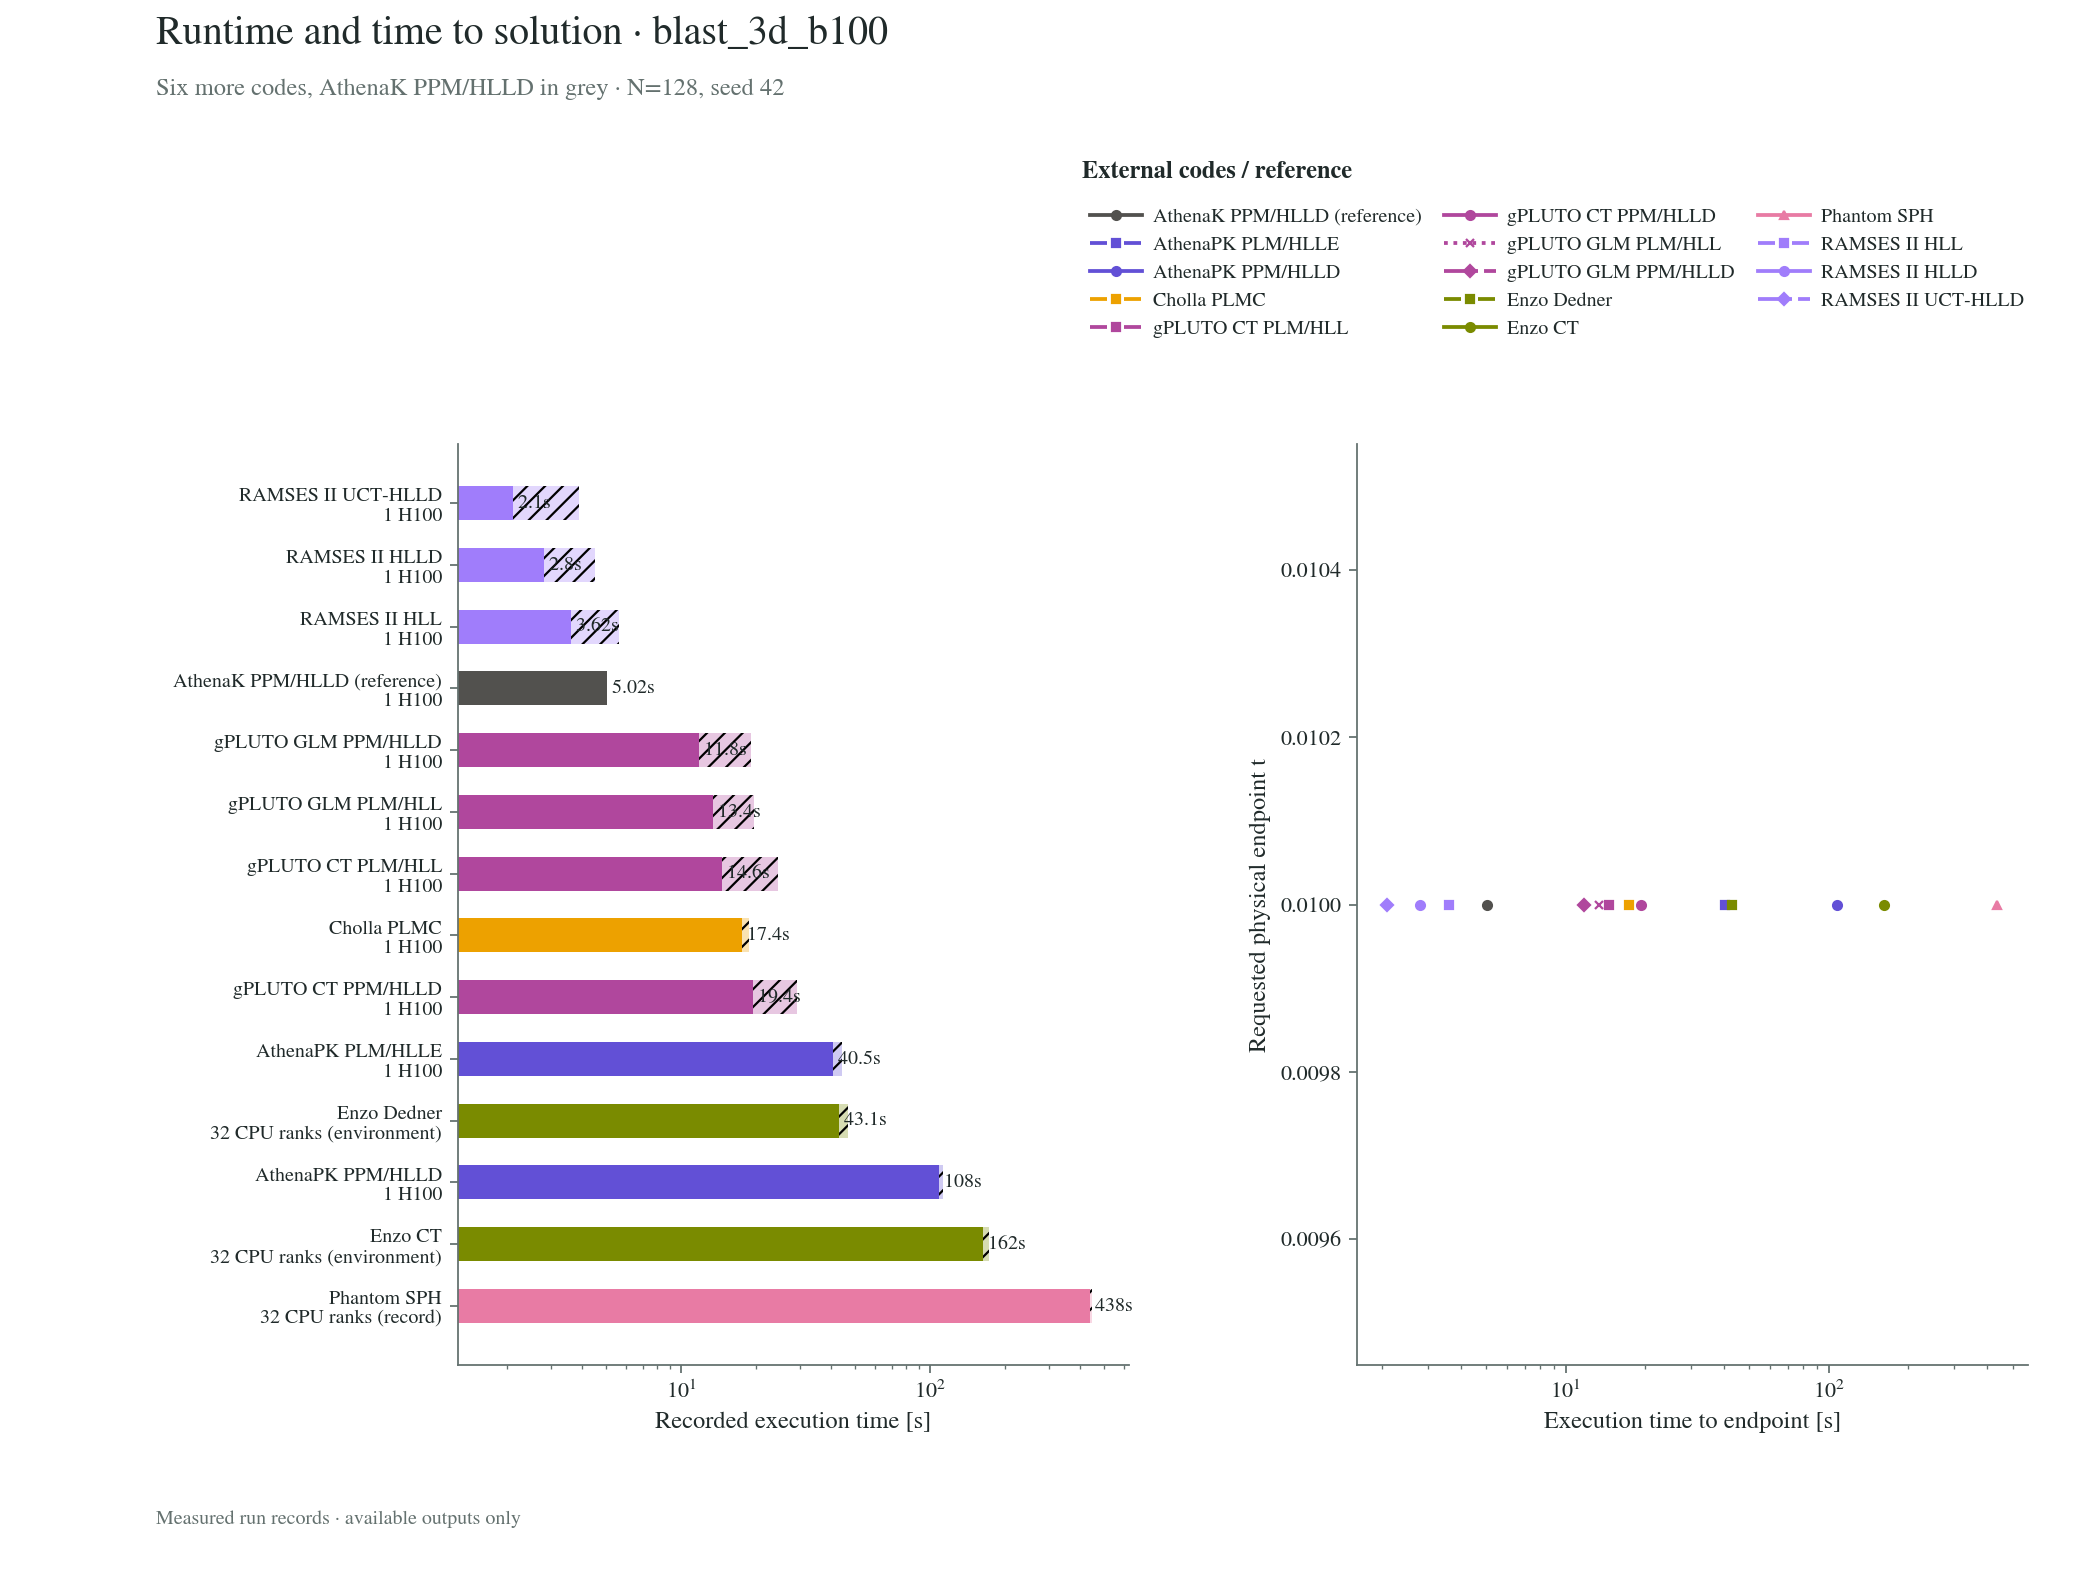 Runtime and time to solution · blast_3d_b100
Six more codes, AthenaK PPM/HLLD in grey · N=128, seed 42
External codes / reference
AthenaK PPM/HLLD (reference)
AthenaPK PLM/HLLE
AthenaPK PPM/HLLD
Cholla PLMC
gPLUTO CT PLM/HLL
gPLUTO CT PPM/HLLD
gPLUTO GLM PLM/HLL
gPLUTO GLM PPM/HLLD
Enzo Dedner
Enzo CT
Phantom SPH
RAMSES II HLL
RAMSES II HLLD
RAMSES II UCT-HLLD
RAMSES II UCT-HLLD
1 H100
2.1s
RAMSES II HLLD
1 H100
2.8s
RAMSES II HLL
1 H100
3.62s
AthenaK PPM/HLLD (reference)
1 H100
5.02s
gPLUTO GLM PPM/HLLD
1 H100
11.8s
gPLUTO GLM PLM/HLL
1 H100
13.4s
gPLUTO CT PLM/HLL
1 H100
14.6s
Cholla PLMC
1 H100
17.4s
gPLUTO CT PPM/HLLD
1 H100
19.4s
AthenaPK PLM/HLLE
1 H100
40.5s
Enzo Dedner
32 CPU ranks (environment)
43.1s
AthenaPK PPM/HLLD
1 H100
108s
Enzo CT
32 CPU ranks (environment)
162s
Phantom SPH
32 CPU ranks (record)
438s
10¹
10²
Recorded execution time [s]
Requested physical endpoint t
0.0104
0.0102
0.0100
0.0098
0.0096
10¹
10²
Execution time to endpoint [s]
Measured run records · available outputs only